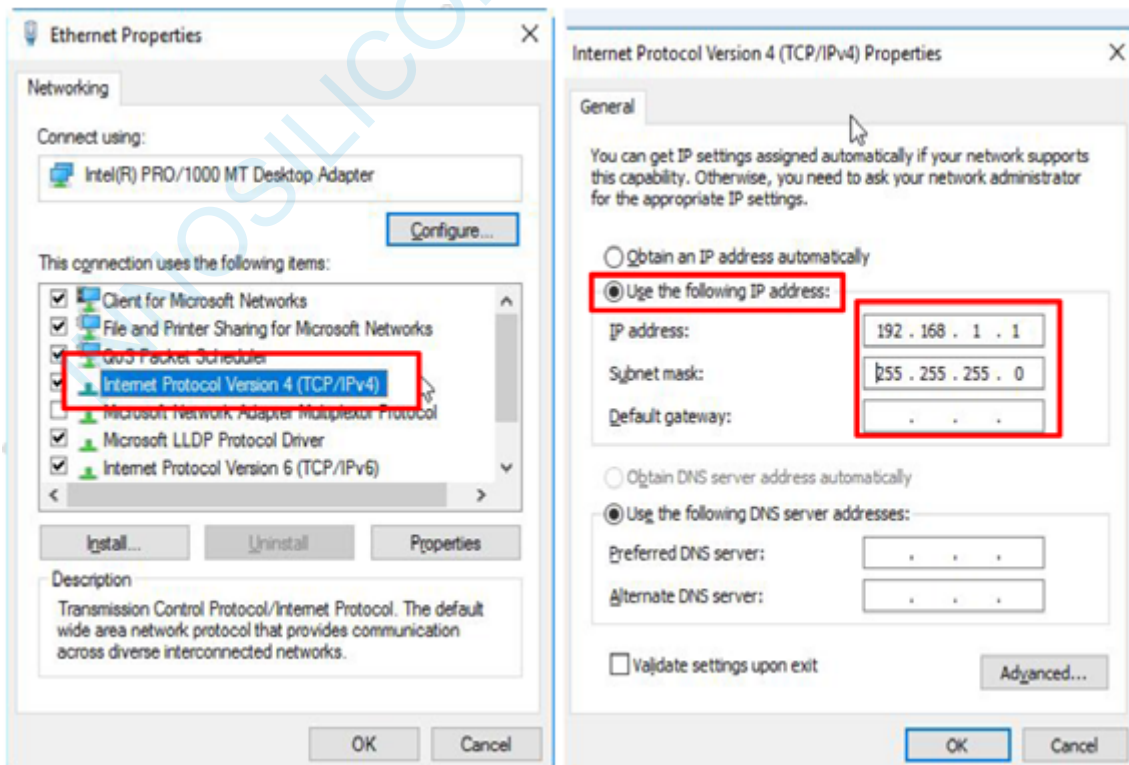 INNOSILICO
Ethernet Properties
Networking
Connect using:
Intel(R) PRO/1000 MT Desktop Adapter
Configure...
This connection uses the following items:
Client for Microsoft Networks
File and Printer Sharing for Microsoft Networks
QoS Packet Scheduler
Internet Protocol Version 4 (TCP/IPv4)
Microsoft Network Adapter Multiplexor Protocol
Microsoft LLDP Protocol Driver
Internet Protocol Version 6 (TCP/IPv6)
Install...
Uninstall
Properties
Description
Transmission Control Protocol/Internet Protocol. The default
wide area network protocol that provides communication
across diverse interconnected networks.
OK
Cancel
Internet Protocol Version 4 (TCP/IPv4) Properties
General
You can get IP settings assigned automatically if your network supports
this capability. Otherwise, you need to ask your network administrator
for the appropriate IP settings.
Obtain an IP address automatically
Use the following IP address:
IP address: 192 . 168 . 1 . 1
Subnet mask: 255 . 255 . 255 . 0
Default gateway: . . .
Obtain DNS server address automatically
Use the following DNS server addresses:
Preferred DNS server: . . .
Alternate DNS server: . . .
Validate settings upon exit
Advanced...
OK
Cancel